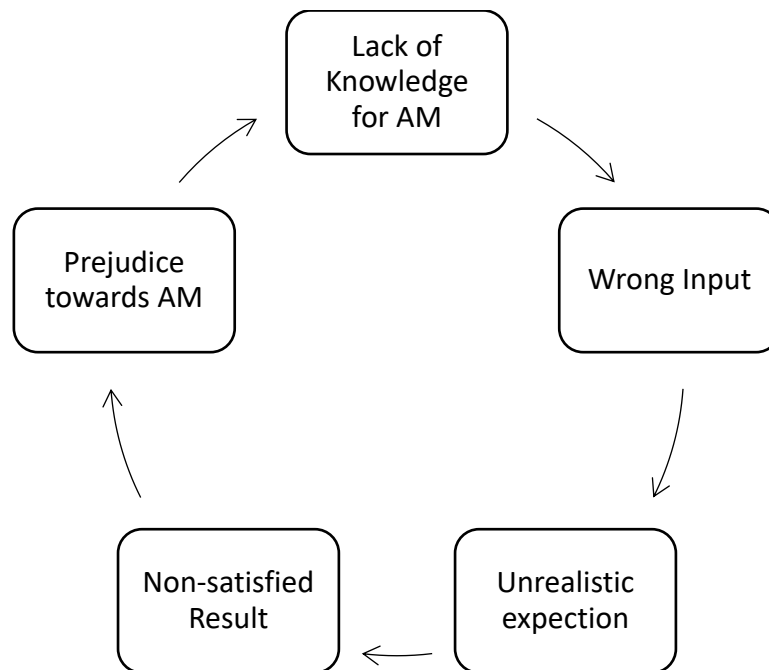 Lack of
Knowledge
for AM
Wrong Input
Unrealistic
expection
Non-satisfied
Result
Prejudice
towards AM